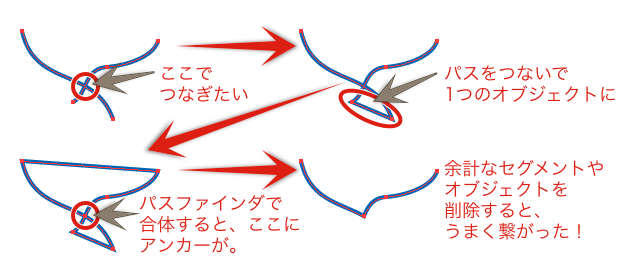 ここで
つなぎたい
パスをつないで
1つのオブジェクトに
パスファインダで
合体すると、ここに
アンカーが。
余計なセグメントや
オブジェクトを
削除すると、
うまく繋がった！